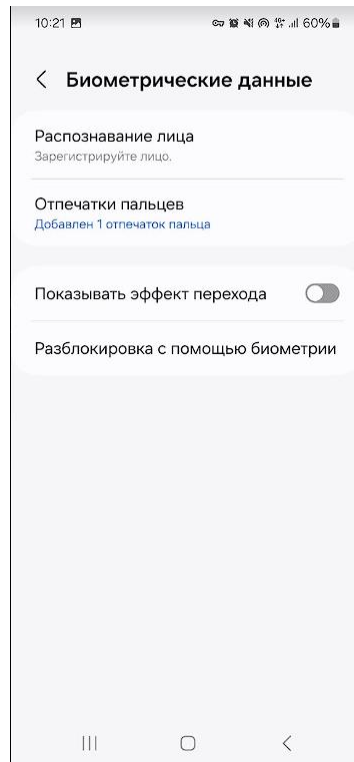 10:21 60%
Биометрические данные
Распознавание лица
Зарегистрируйте лицо.
Отпечатки пальцев
Добавлен 1 отпечаток пальца
Показывать эффект перехода
Разблокировка с помощью биометрии